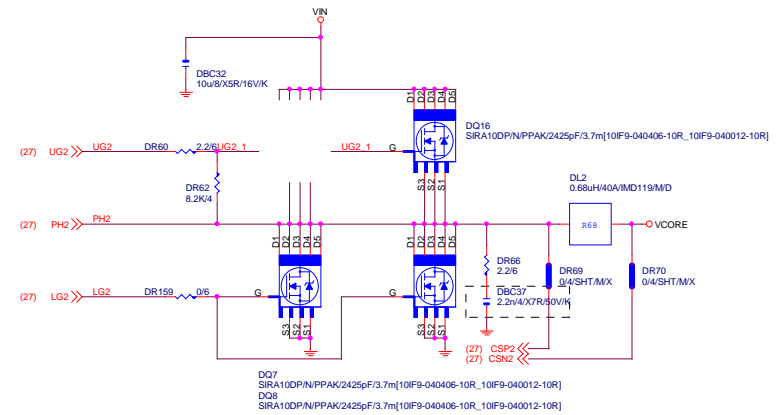 VIN
DBC32
10u/8/X5R/16V/K
D1 D2 D3 D4 D5
DQ16
SIRA10DP/N/PPAK/2425pF/3.7m[10IF9-040406-10R_10IF9-040012-10R]
(27) UG2 UG2 DR60 2.2/6 UG2_1 UG2_1 G
S3 S2 S1
DR62
8.2K/4
DL2
0.68uH/40A/IMD119/M/D
(27) PH2 PH2
R68
VCORE
D1 D2 D3 D4 D5 D1 D2 D3 D4 D5
DR66
2.2/6
DR69
0/4/SHT/M/X
DR70
0/4/SHT/M/X
(27) LG2 LG2 DR159 0/6 G G
DBC37
2.2n/4/X7R/50V/K
S3 S2 S1 S3 S2 S1
(27) CSP2
(27) CSN2
DQ7
SIRA10DP/N/PPAK/2425pF/3.7m[10IF9-040406-10R_10IF9-040012-10R]
DQ8
SIRA10DP/N/PPAK/2425pF/3.7m[10IF9-040406-10R_10IF9-040012-10R]